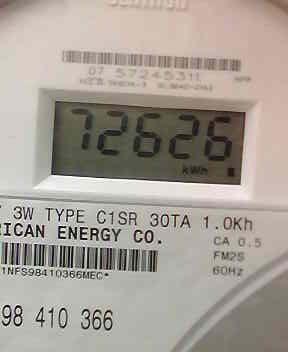 07 57245311
72626
kWh
3W TYPE C1SR 30TA 1.0Kh
RICAN ENERGY CO.
CA 0.5
FM2S
60Hz
1NFS98410366MEC*
98 410 366